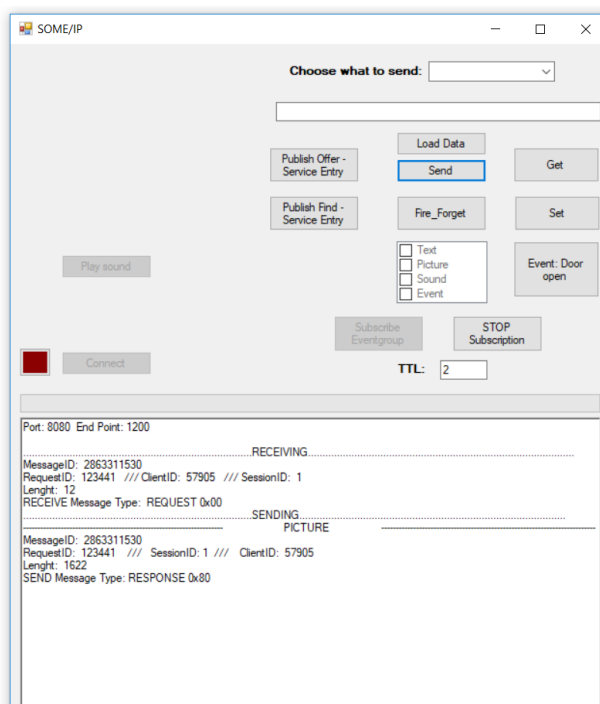 SOME/IP
Choose what to send:
Load Data
Publish Offer -
Service Entry
Send
Get
Publish Find -
Service Entry
Fire_Forget
Set
Text
Picture
Sound
Event
Event: Door
open
Play sound
Subscribe
Eventgroup
STOP
Subscription
Connect
TTL: 2
Port: 8080 End Point: 1200
RECEIVING
MessageID: 2863311530
RequestID: 123441 /// ClientID: 57905 /// SessionID: 1
Lenght: 12
RECEIVE Message Type: REQUEST 0x00
SENDING
PICTURE
MessageID: 2863311530
RequestID: 123441 /// SessionID: 1 /// ClientID: 57905
Lenght: 1622
SEND Message Type: RESPONSE 0x80